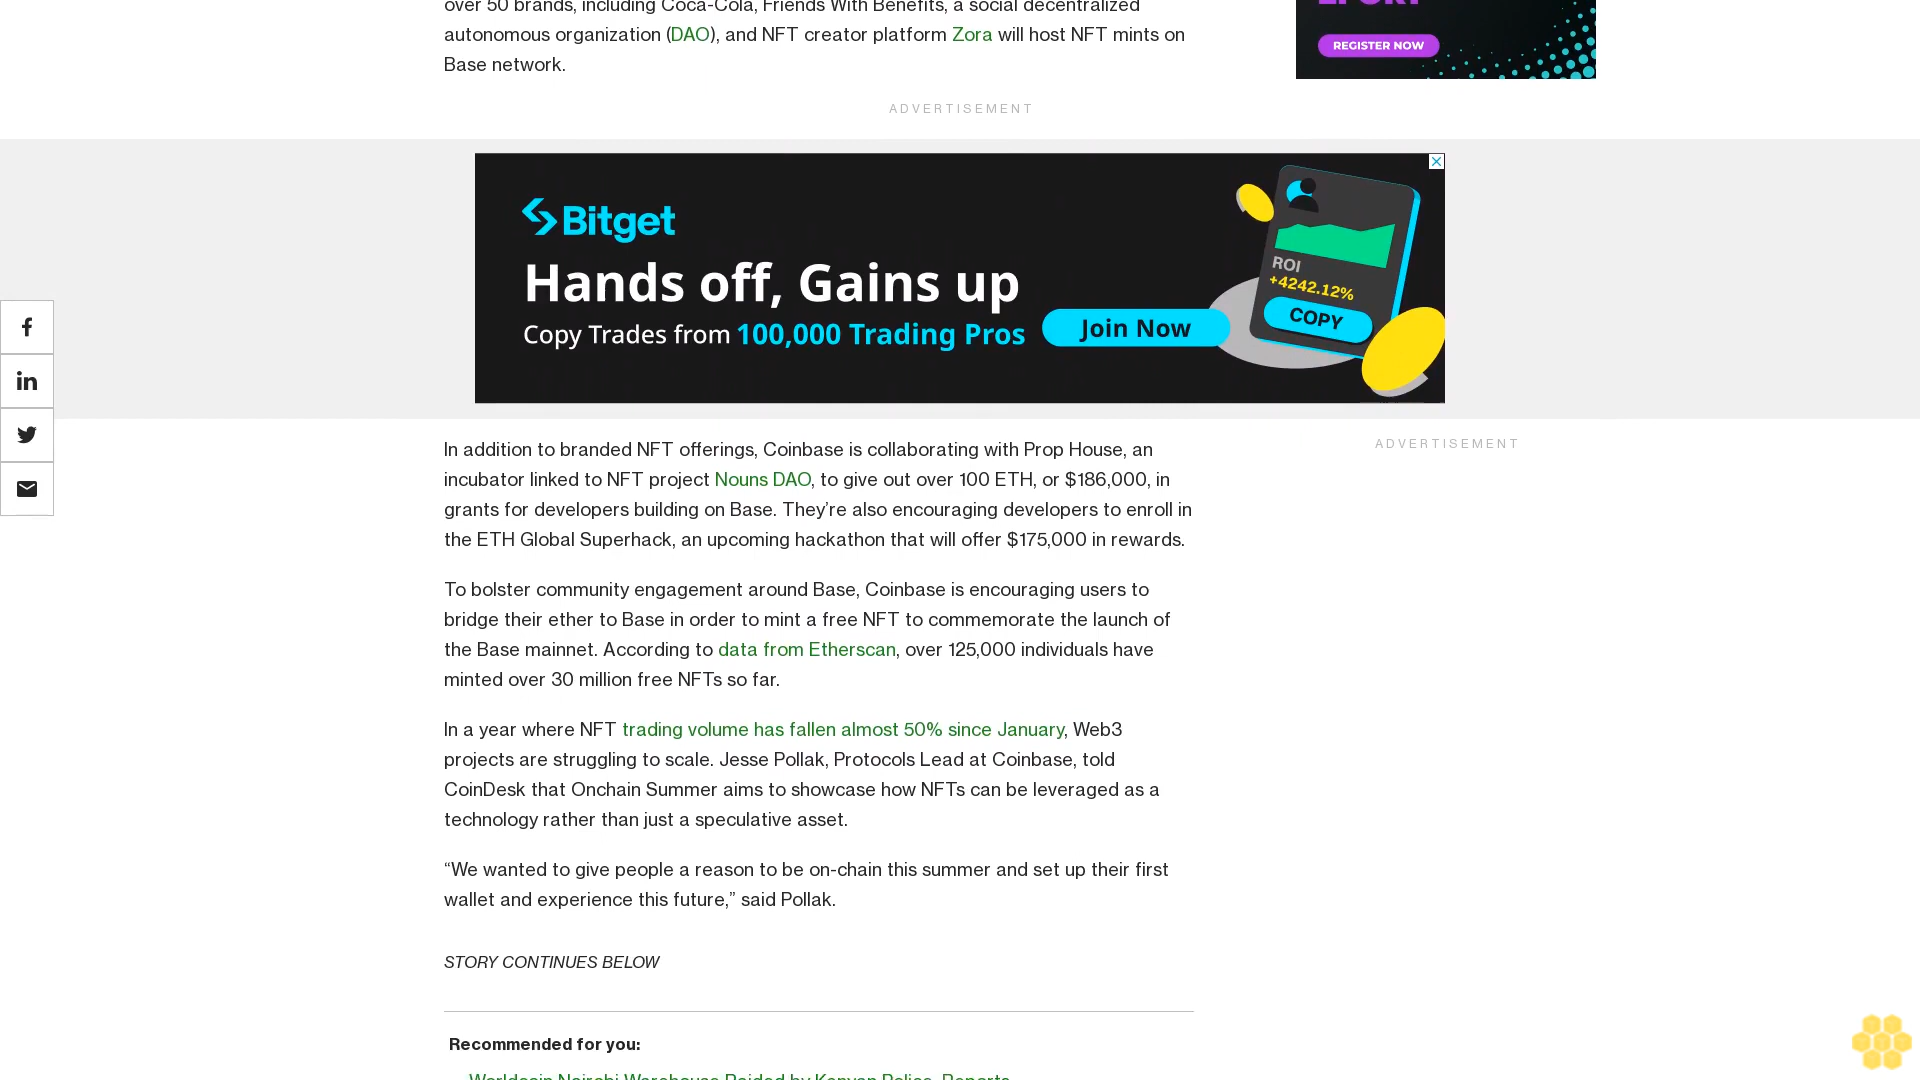 over 50 brands, including Coca-Cola, Friends With Benefits, a social decentralized
autonomous organization (DAO), and NFT creator platform Zora will host NFT mints on
Base network.
REGISTER NOW
ADVERTISEMENT
Bitget
Hands off, Gains up
Copy Trades from 100,000 Trading Pros
Join Now
ROI
+4242.12%
COPY
In addition to branded NFT offerings, Coinbase is collaborating with Prop House, an
incubator linked to NFT project Nouns DAO, to give out over 100 ETH, or $186,000, in
grants for developers building on Base. They’re also encouraging developers to enroll in
the ETH Global Superhack, an upcoming hackathon that will offer $175,000 in rewards.
ADVERTISEMENT
To bolster community engagement around Base, Coinbase is encouraging users to
bridge their ether to Base in order to mint a free NFT to commemorate the launch of
the Base mainnet. According to data from Etherscan, over 125,000 individuals have
minted over 30 million free NFTs so far.
In a year where NFT trading volume has fallen almost 50% since January, Web3
projects are struggling to scale. Jesse Pollak, Protocols Lead at Coinbase, told
CoinDesk that Onchain Summer aims to showcase how NFTs can be leveraged as a
technology rather than just a speculative asset.
“We wanted to give people a reason to be on-chain this summer and set up their first
wallet and experience this future,” said Pollak.
STORY CONTINUES BELOW
Recommended for you:
Worldcoin Nairobi Warehouse Raided by Kenyan Police, Reports